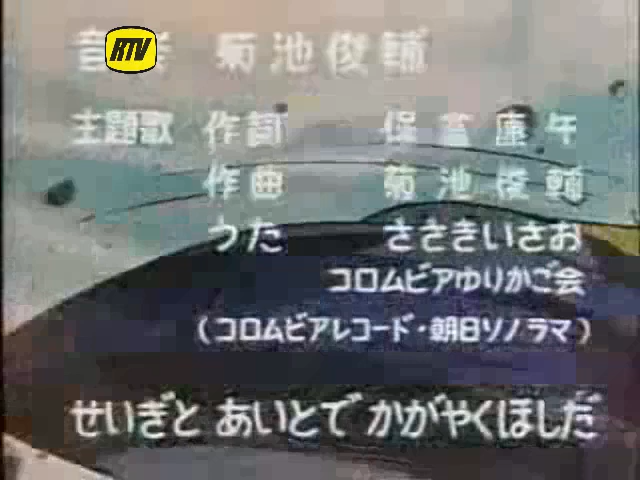 RTV
音楽 菊池俊輔
主題歌 作詞 保富康午
作曲 菊池俊輔
うた ささきいさお
コロムビアゆりかご会
(コロムビアレコード・朝日ソノラマ)
せいぎと あいとで かがやくほしだ